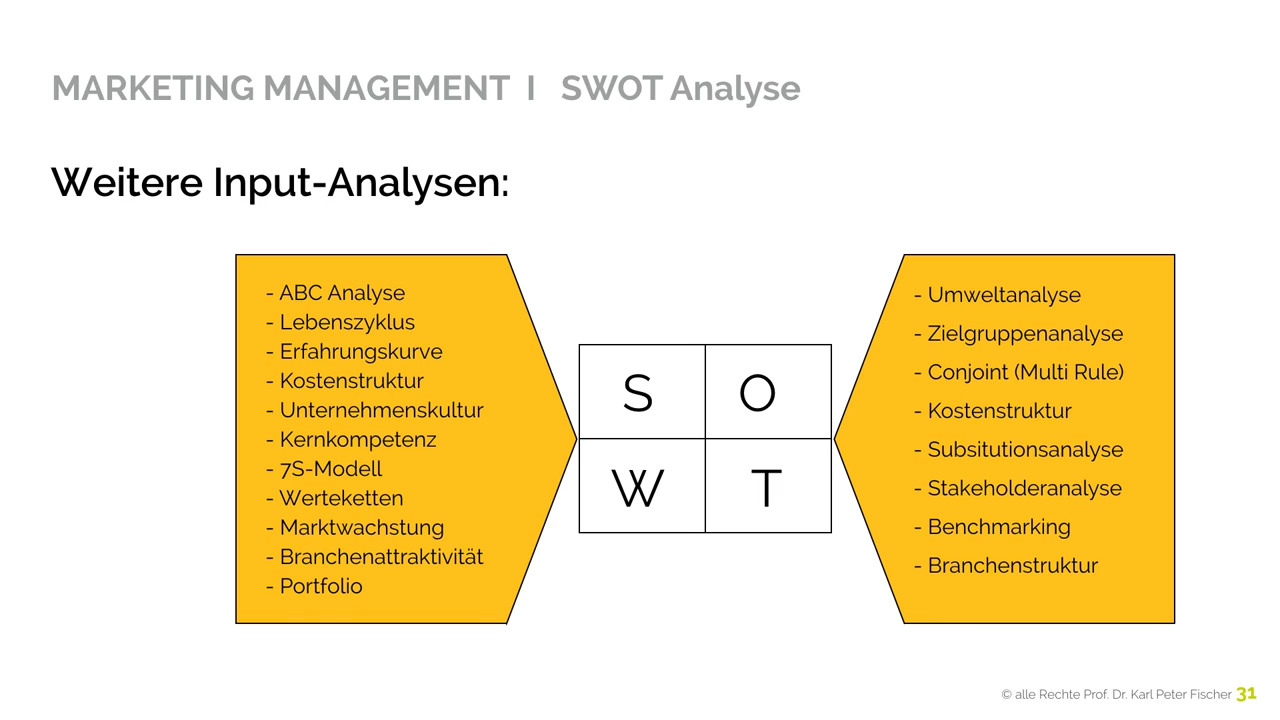 MARKETING MANAGEMENT I SWOT Analyse
Weitere Input-Analysen:
- ABC Analyse
- Lebenszyklus
- Erfahrungskurve
- Kostenstruktur
- Unternehmenskultur
- Kernkompetenz
- 7S-Modell
- Werteketten
- Marktwachstung
- Branchenattraktivität
- Portfolio
S O
W T
- Umweltanalyse
- Zielgruppenanalyse
- Conjoint (Multi Rule)
- Kostenstruktur
- Subsitutionsanalyse
- Stakeholderanalyse
- Benchmarking
- Branchenstruktur
© alle Rechte Prof. Dr. Karl Peter Fischer 31